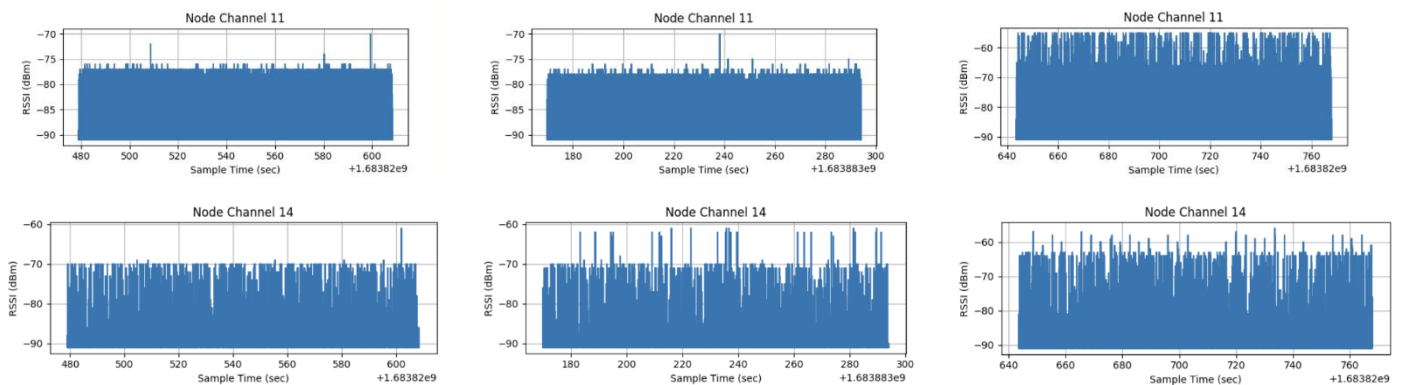 Node Channel 11
RSSI (dBm)
−70
−75
−80
−85
−90
480 500 520 540 560 580 600
Sample Time (sec)
+1.68382e9
Node Channel 11
RSSI (dBm)
−70
−75
−80
−85
−90
180 200 220 240 260 280 300
Sample Time (sec)
+1.683883e9
Node Channel 11
RSSI (dBm)
−60
−70
−80
−90
640 660 680 700 720 740 760
Sample Time (sec)
+1.68382e9
Node Channel 14
RSSI (dBm)
−60
−70
−80
−90
480 500 520 540 560 580 600
Sample Time (sec)
+1.68382e9
Node Channel 14
RSSI (dBm)
−60
−70
−80
−90
180 200 220 240 260 280 300
Sample Time (sec)
+1.683883e9
Node Channel 14
RSSI (dBm)
−60
−70
−80
−90
640 660 680 700 720 740 760
Sample Time (sec)
+1.68382e9